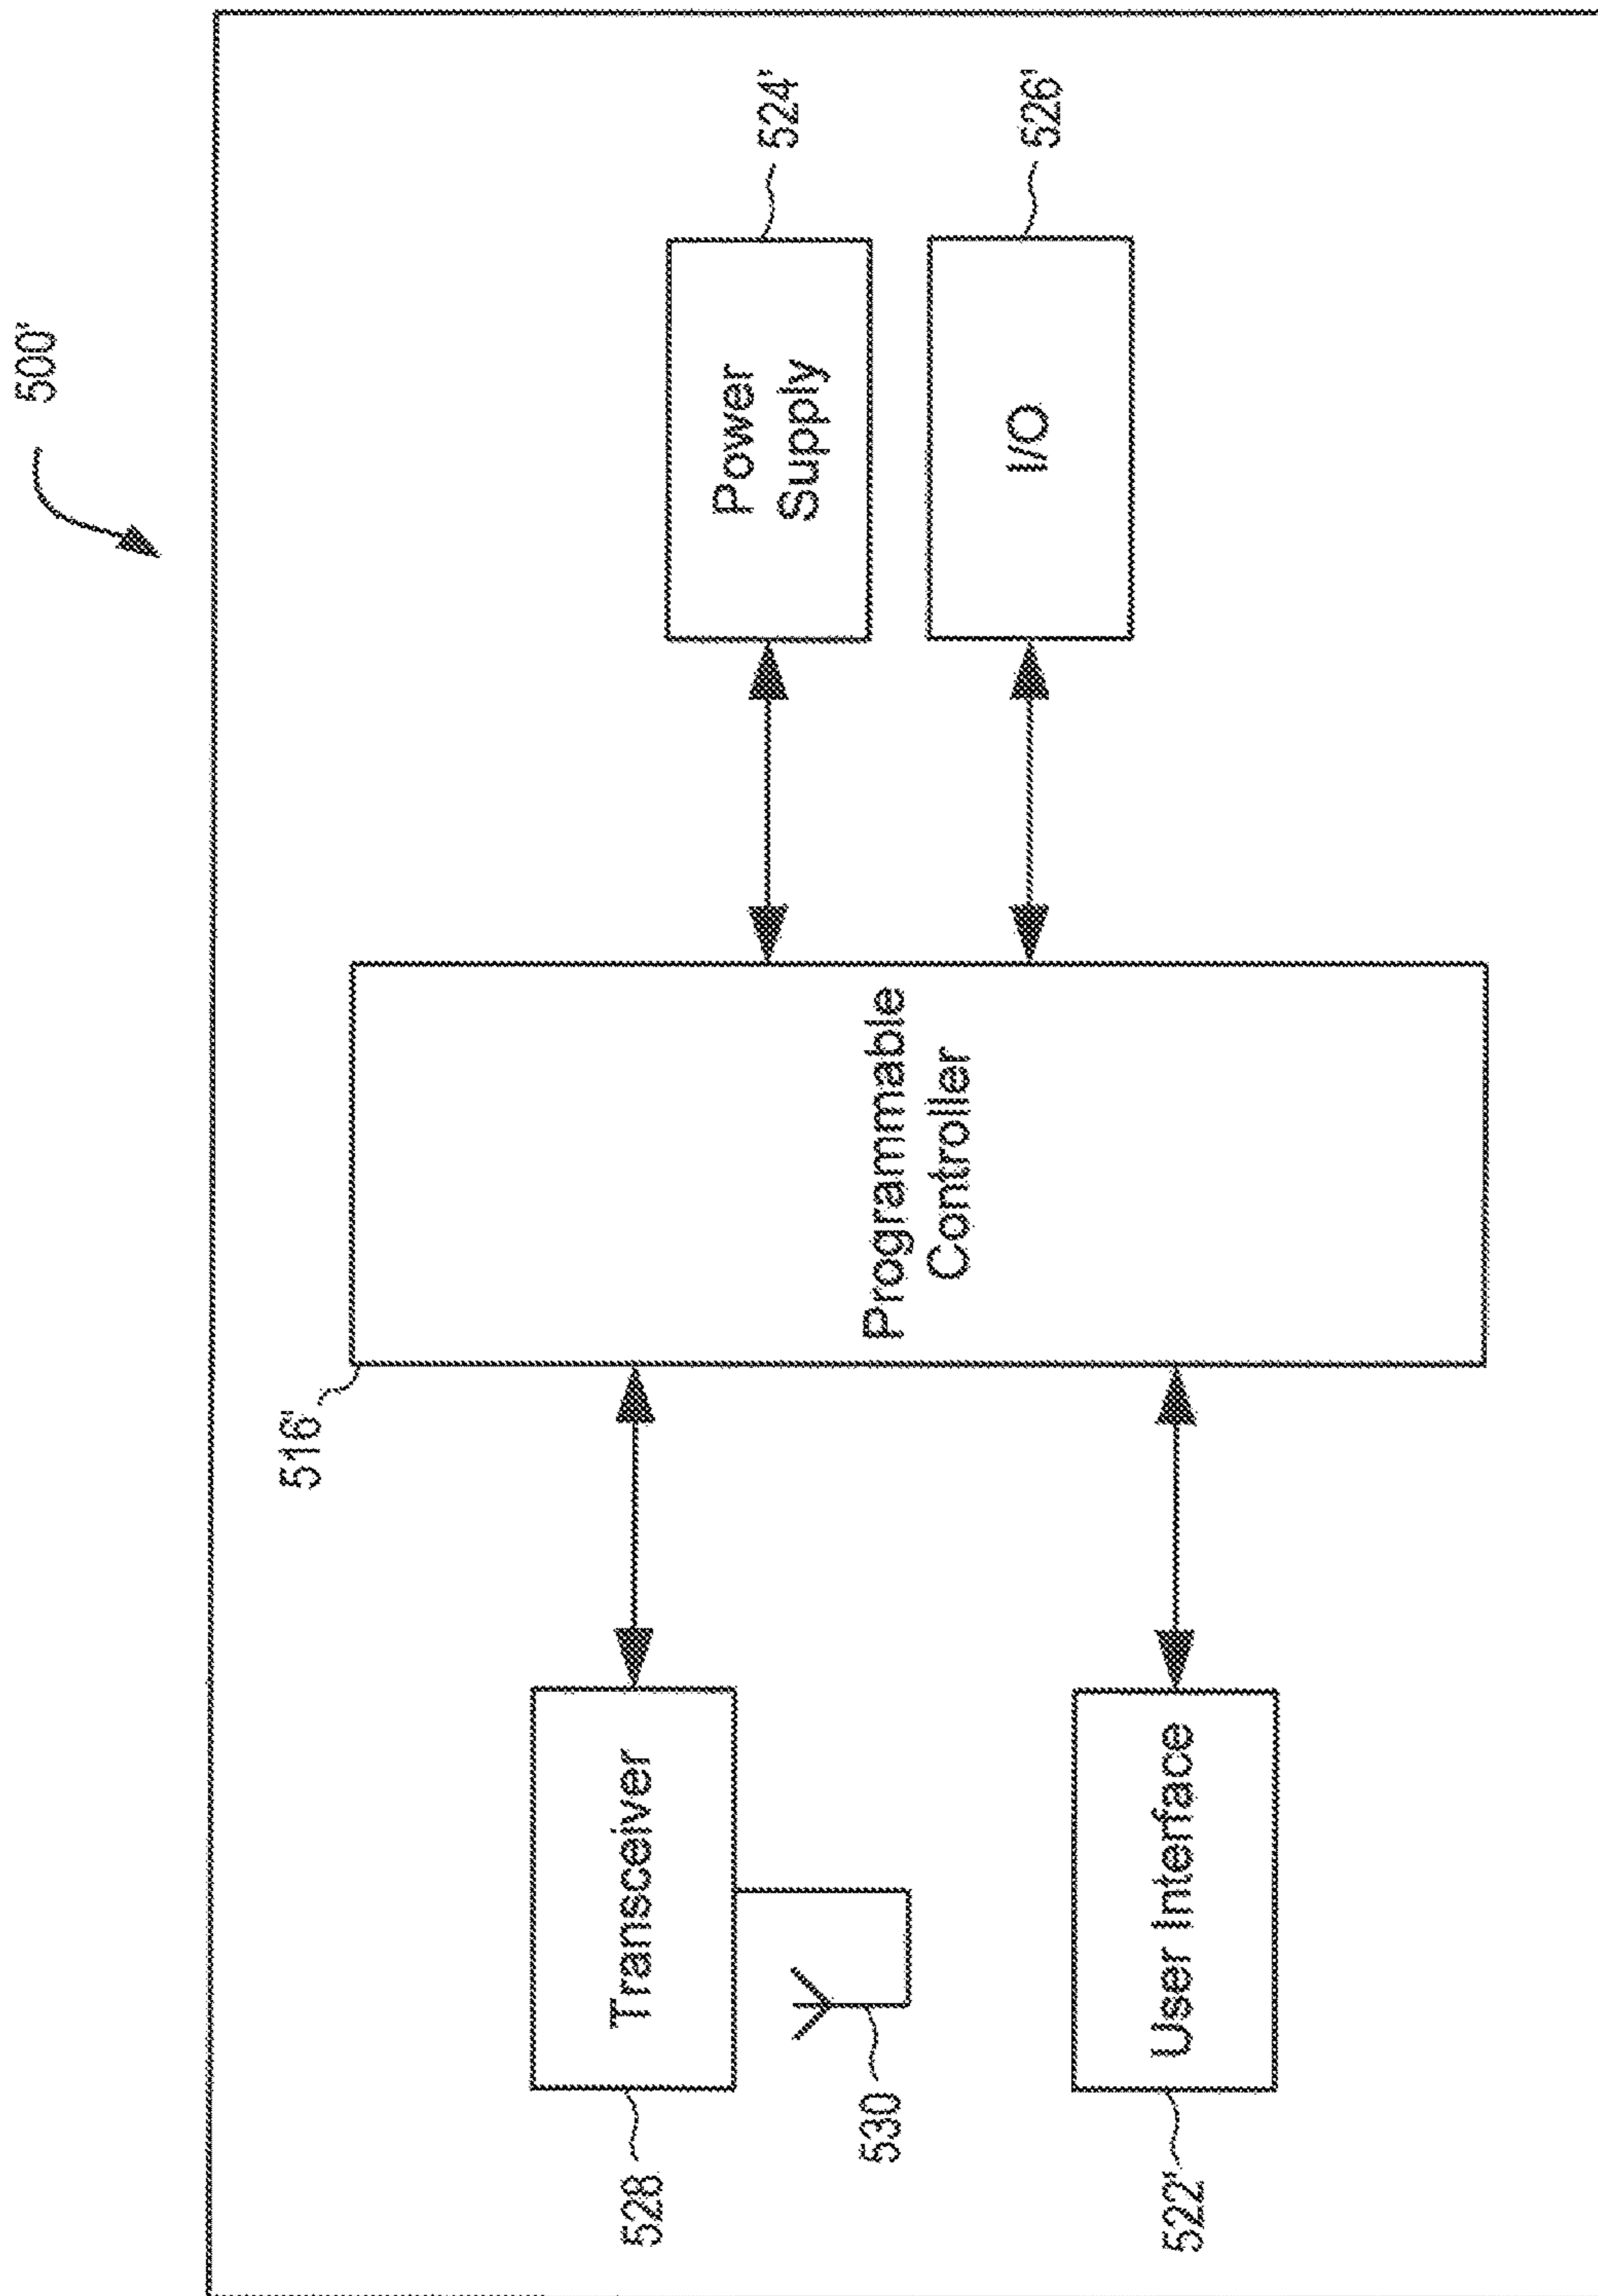 500'
516'
Transceiver
528
530
User Interface
522'
Programmable
Controller
Power
Supply
524'
I/O
526'